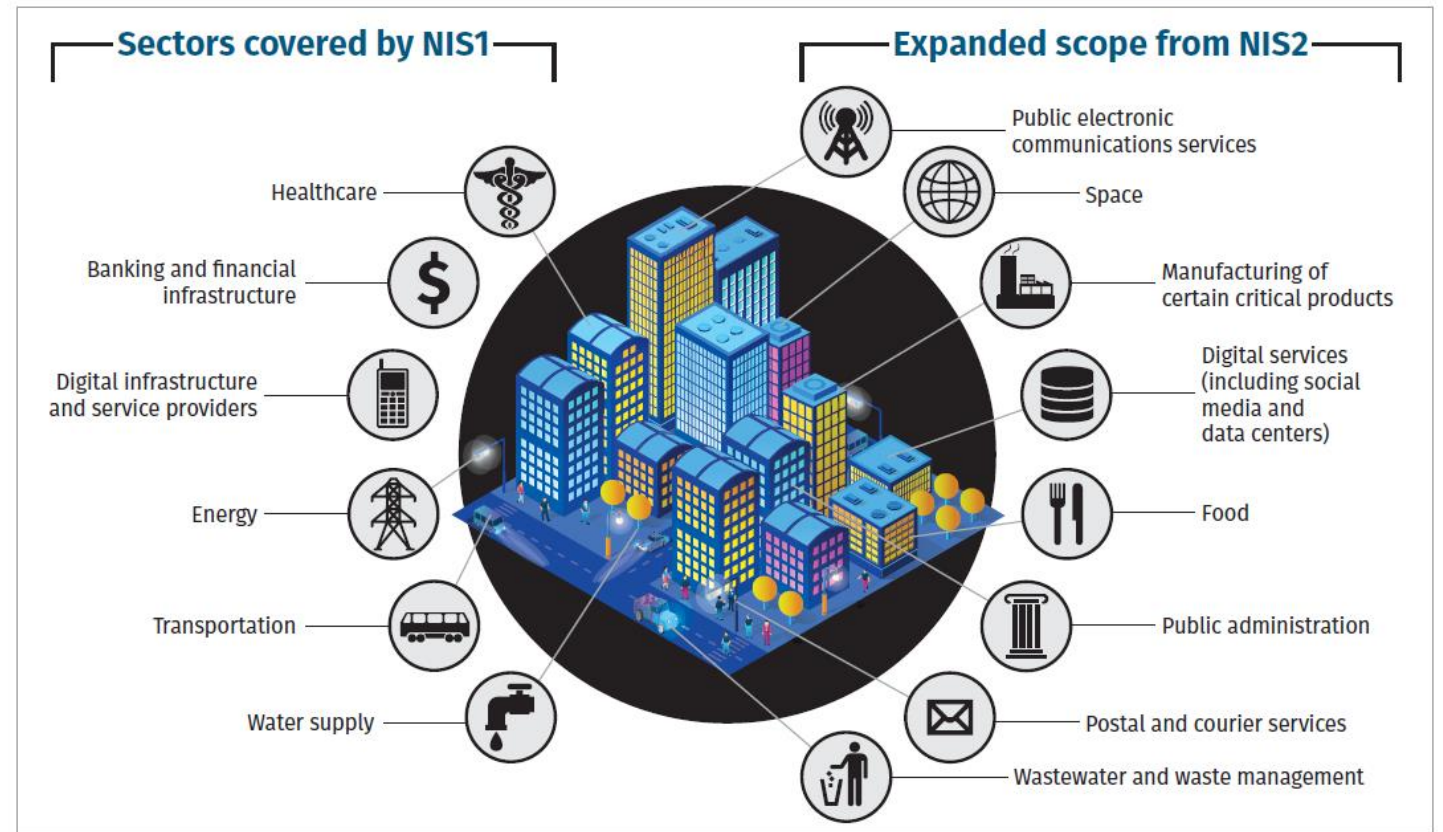 Sectors covered by NIS1
Healthcare
Banking and financial
infrastructure
Digital infrastructure
and service providers
Energy
Transportation
Water supply
Expanded scope from NIS2
Public electronic
communications services
Space
Manufacturing of
certain critical products
Digital services
(including social
media and
data centers)
Food
Public administration
Postal and courier services
Wastewater and waste management